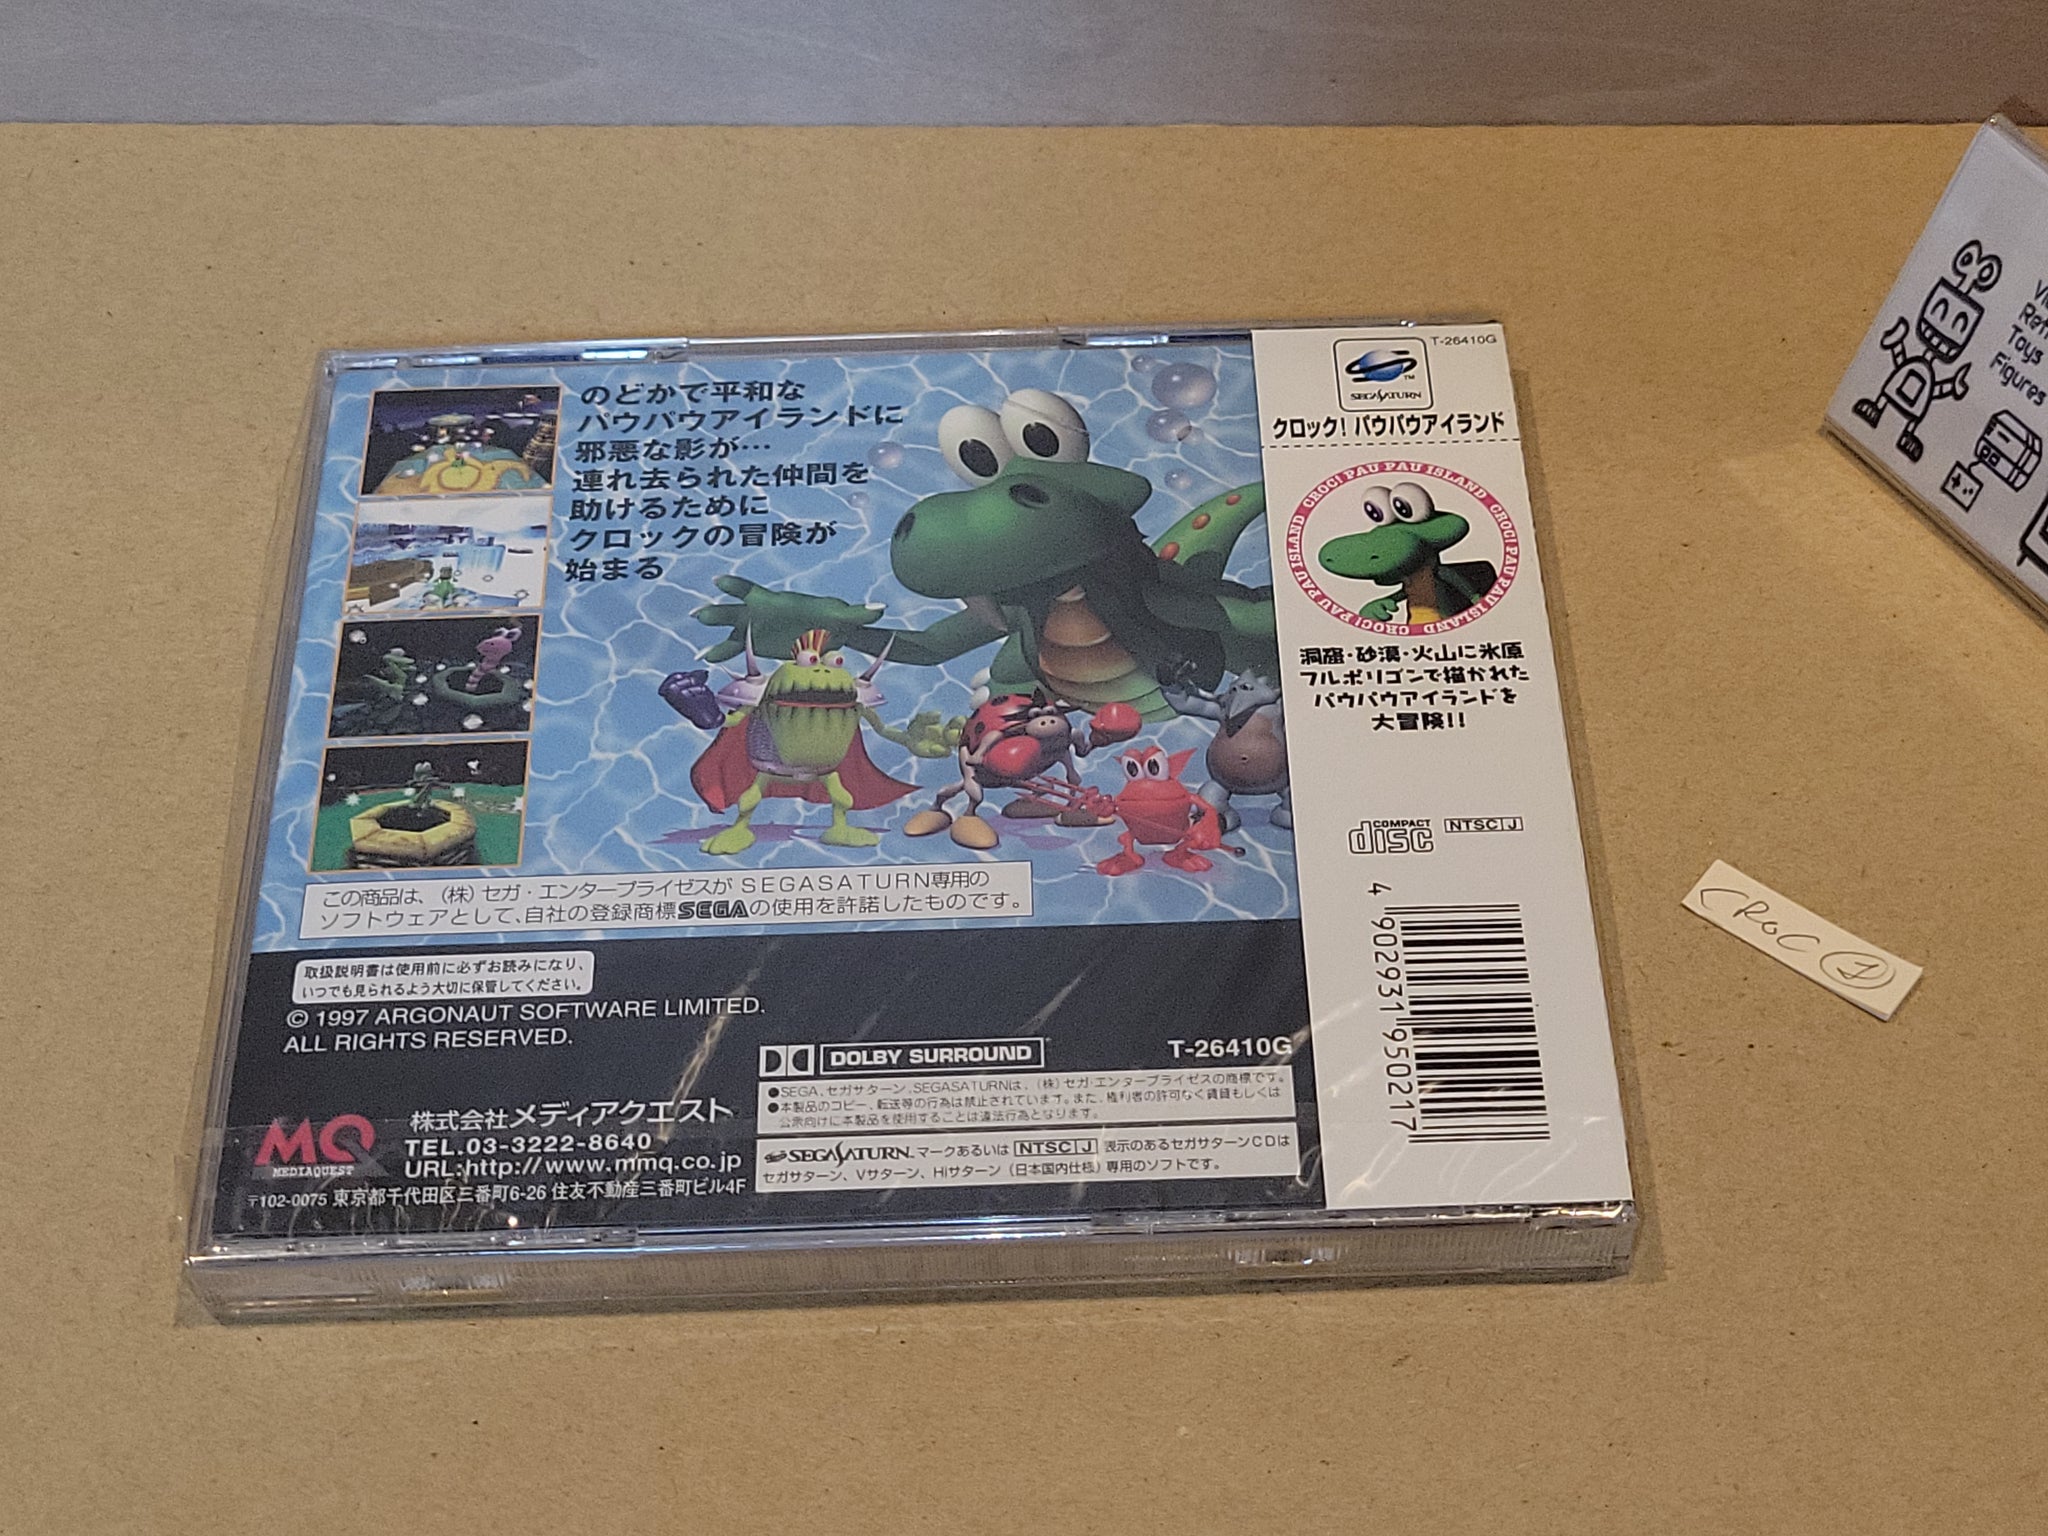 のどかで平和な
パウパウアイランドに
邪悪な影が…
連れ去られた仲間を
助けるために
クロックの冒険が
始まる
この商品は、(株)セガ・エンタープライゼスがSEGASATURN専用の
ソフトウェアとして、自社の登録商標SEGAの使用を許諾したものです。
取扱説明書は使用前に必ずお読みになり、
いつでも見られるよう大切に保管してください。
© 1997 ARGONAUT SOFTWARE LIMITED.
ALL RIGHTS RESERVED.
MQ
MEDIAQUEST
株式会社メディアクエスト
TEL.03-3222-8640
URL:http://www.mmq.co.jp
〒102-0075 東京都千代田区三番町6-26 住友不動産三番町ビル4F
DOLBY SURROUND
T-26410G
●SEGA、セガサターン、SEGASATURNは、(株)セガ・エンタープライゼスの商標です。
●本製品のコピー、転送等の行為は禁止されています。また、権利者の許可なく賃貸もしくは
公衆向けに本製品を使用することは違法行為となります。
SEGASATURN マークあるいは NTSC J 表示のあるセガサターンCDは
セガサターン、Vサターン、Hiサターン(日本国内仕様)専用のソフトです。
T-26410G
SEGASATURN™
クロック!パウパウアイランド
CROC! PAU PAU ISLAND CROC! PAU PAU ISLAND CROC! PAU PAU ISLAND
洞窟・砂漠・火山に氷原
フルポリゴンで描かれた
パウパウアイランドを
大冒険!!
COMPACT disc
NTSC J
4 902931 950217
CROC 1
Toys
Figures